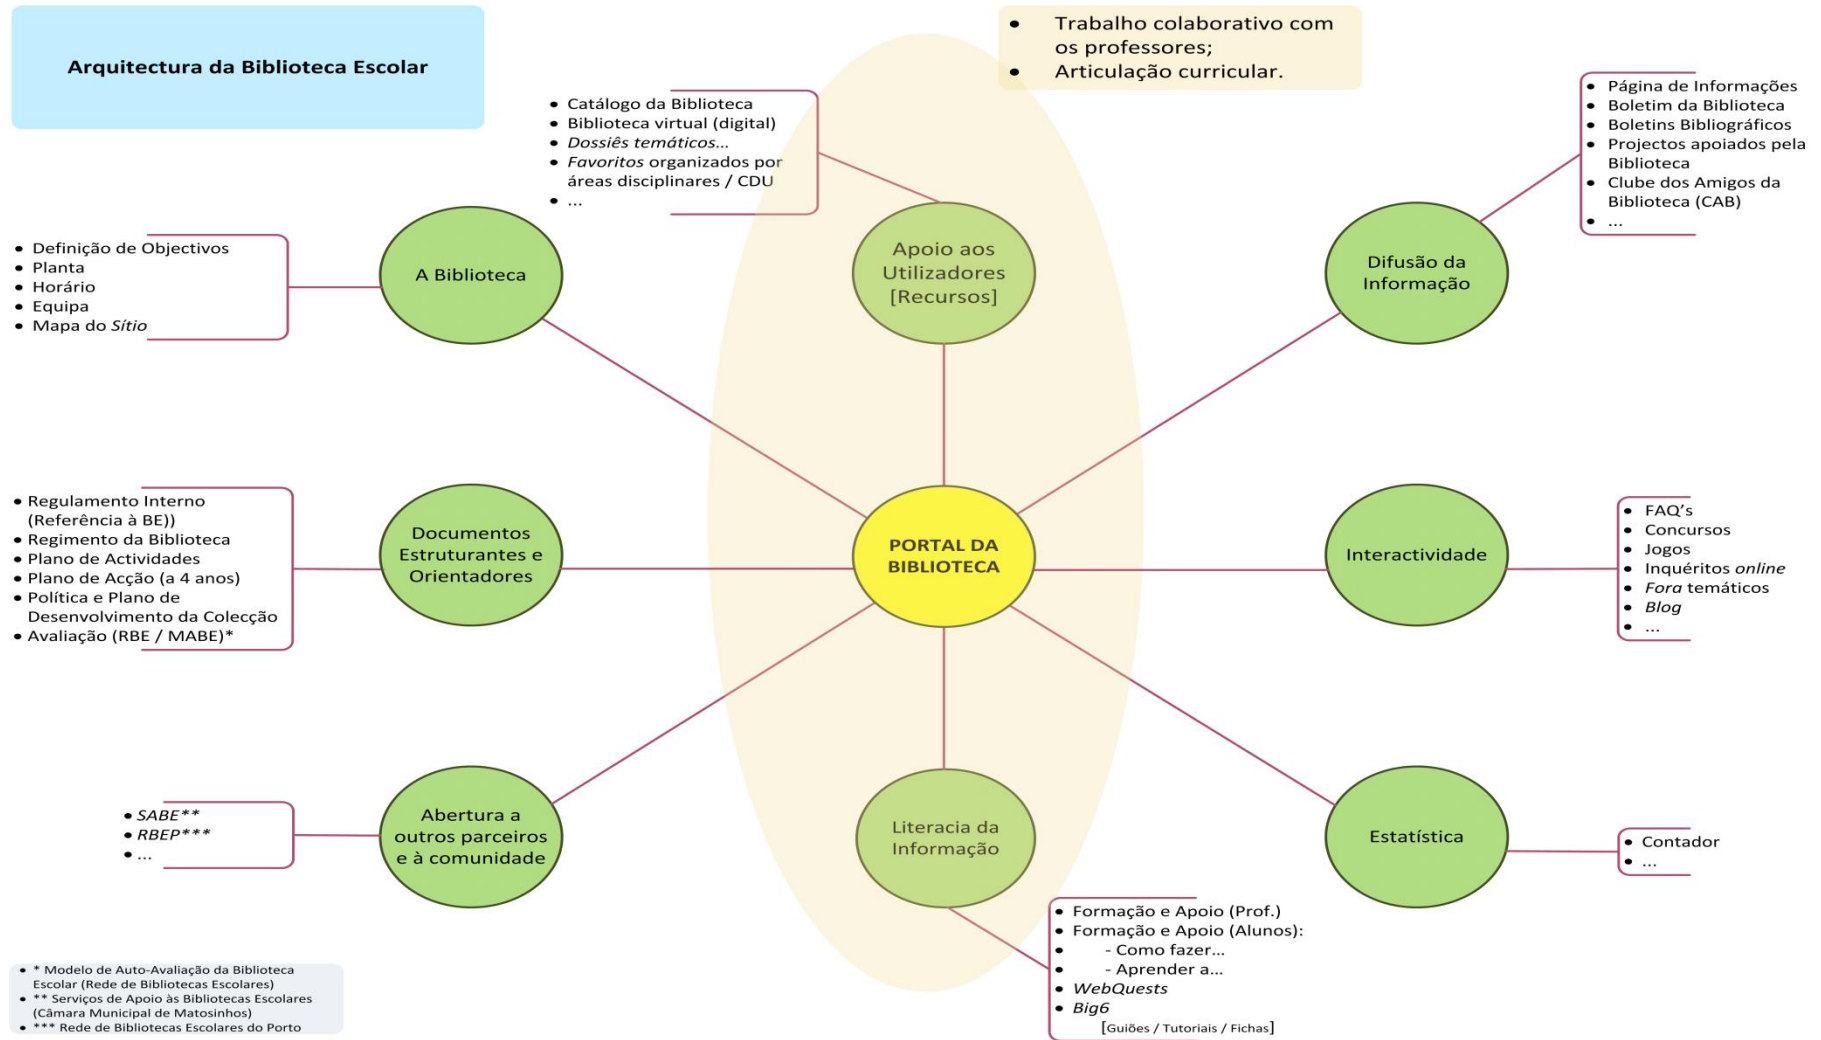 Arquitectura da Biblioteca Escolar
• Trabalho colaborativo com
os professores;
• Articulação curricular.
• Catálogo da Biblioteca
• Biblioteca virtual (digital)
• Dossiês temáticos...
• Favoritos organizados por
áreas disciplinares / CDU
• ...
• Página de Informações
• Boletim da Biblioteca
• Boletins Bibliográficos
• Projectos apoiados pela
Biblioteca
• Clube dos Amigos da
Biblioteca (CAB)
• ...
• Definição de Objectivos
• Planta
• Horário
• Equipa
• Mapa do Sítio
A Biblioteca
Apoio aos
Utilizadores
[Recursos]
Difusão da
Informação
• Regulamento Interno
(Referência à BE))
• Regimento da Biblioteca
• Plano de Actividades
• Plano de Acção (a 4 anos)
• Política e Plano de
Desenvolvimento da Colecção
• Avaliação (RBE / MABE)*
Documentos
Estruturantes e
Orientadores
PORTAL DA
BIBLIOTECA
Interactividade
• FAQ’s
• Concursos
• Jogos
• Inquéritos online
• Fora temáticos
• Blog
• ...
• SABE**
• RBEP***
• ...
Abertura a
outros parceiros
e à comunidade
Literacia da
Informação
Estatística
• Contador
• ...
• Formação e Apoio (Prof.)
• Formação e Apoio (Alunos):
• - Como fazer...
• - Aprender a...
• WebQuests
• Big6
[Guiões / Tutoriais / Fichas]
• * Modelo de Auto-Avaliação da Biblioteca
Escolar (Rede de Bibliotecas Escolares)
• ** Serviços de Apoio às Bibliotecas Escolares
(Câmara Municipal de Matosinhos)
• *** Rede de Bibliotecas Escolares do Porto